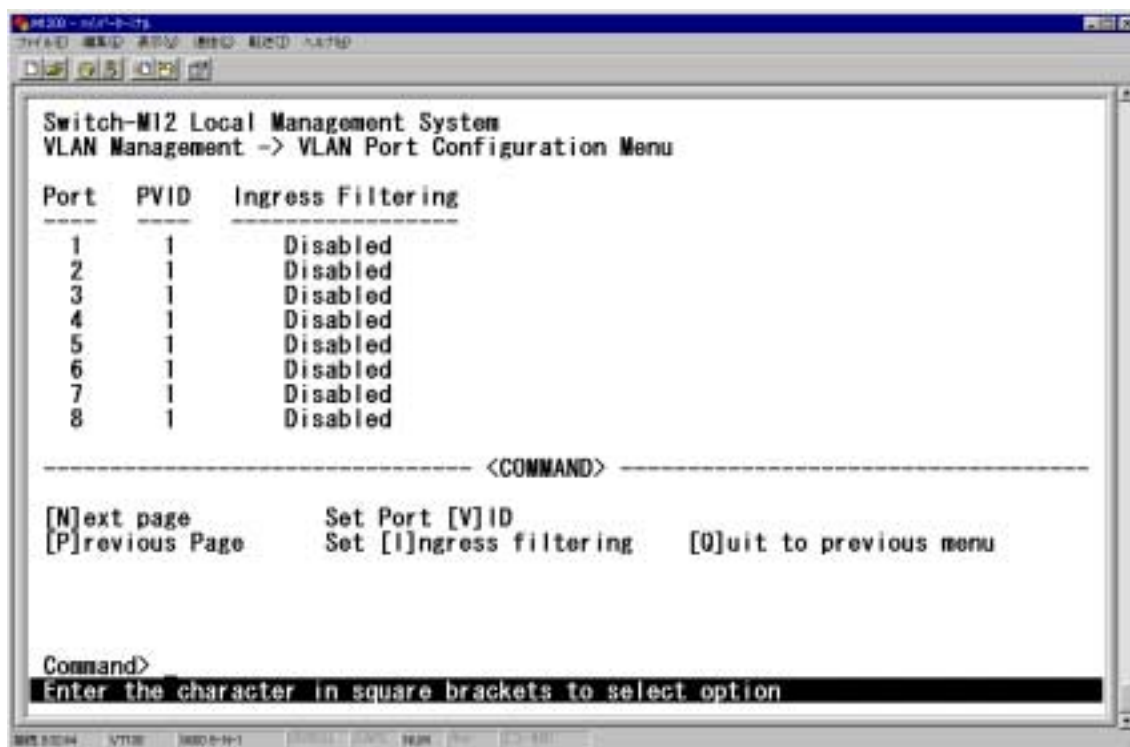 Switch-M12 Local Management System
VLAN Management -> VLAN Port Configuration Menu
Port PVID Ingress Filtering
---- ---- ------------------
1 1 Disabled
2 1 Disabled
3 1 Disabled
4 1 Disabled
5 1 Disabled
6 1 Disabled
7 1 Disabled
8 1 Disabled
-------------------------------- <COMMAND> -----------------------------------
[N]ext page Set Port [V]ID
[P]revious Page Set [I]ngress filtering [Q]uit to previous menu
Command>
Enter the character in square brackets to select option
VT100 NUM